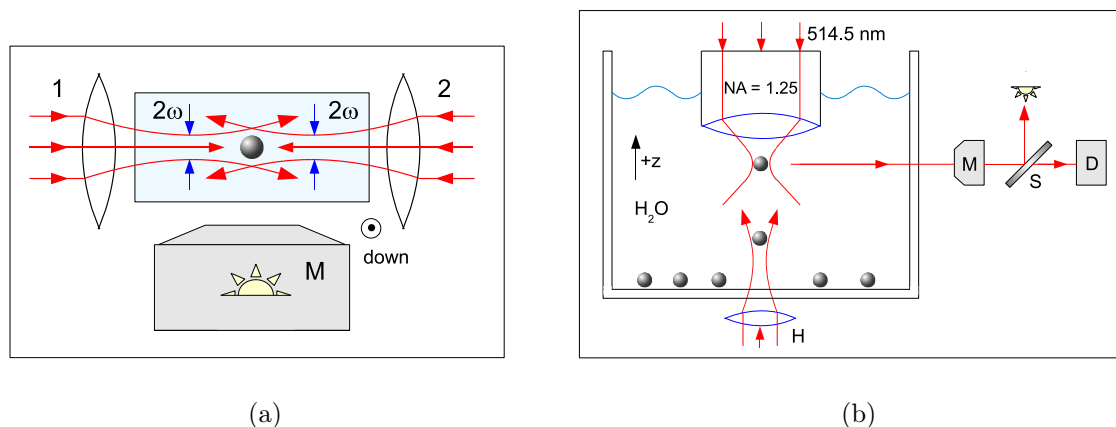 1
2
2ω
2ω
down
M
(a)
514.5 nm
NA = 1.25
+z
H₂O
M
S
D
H
(b)